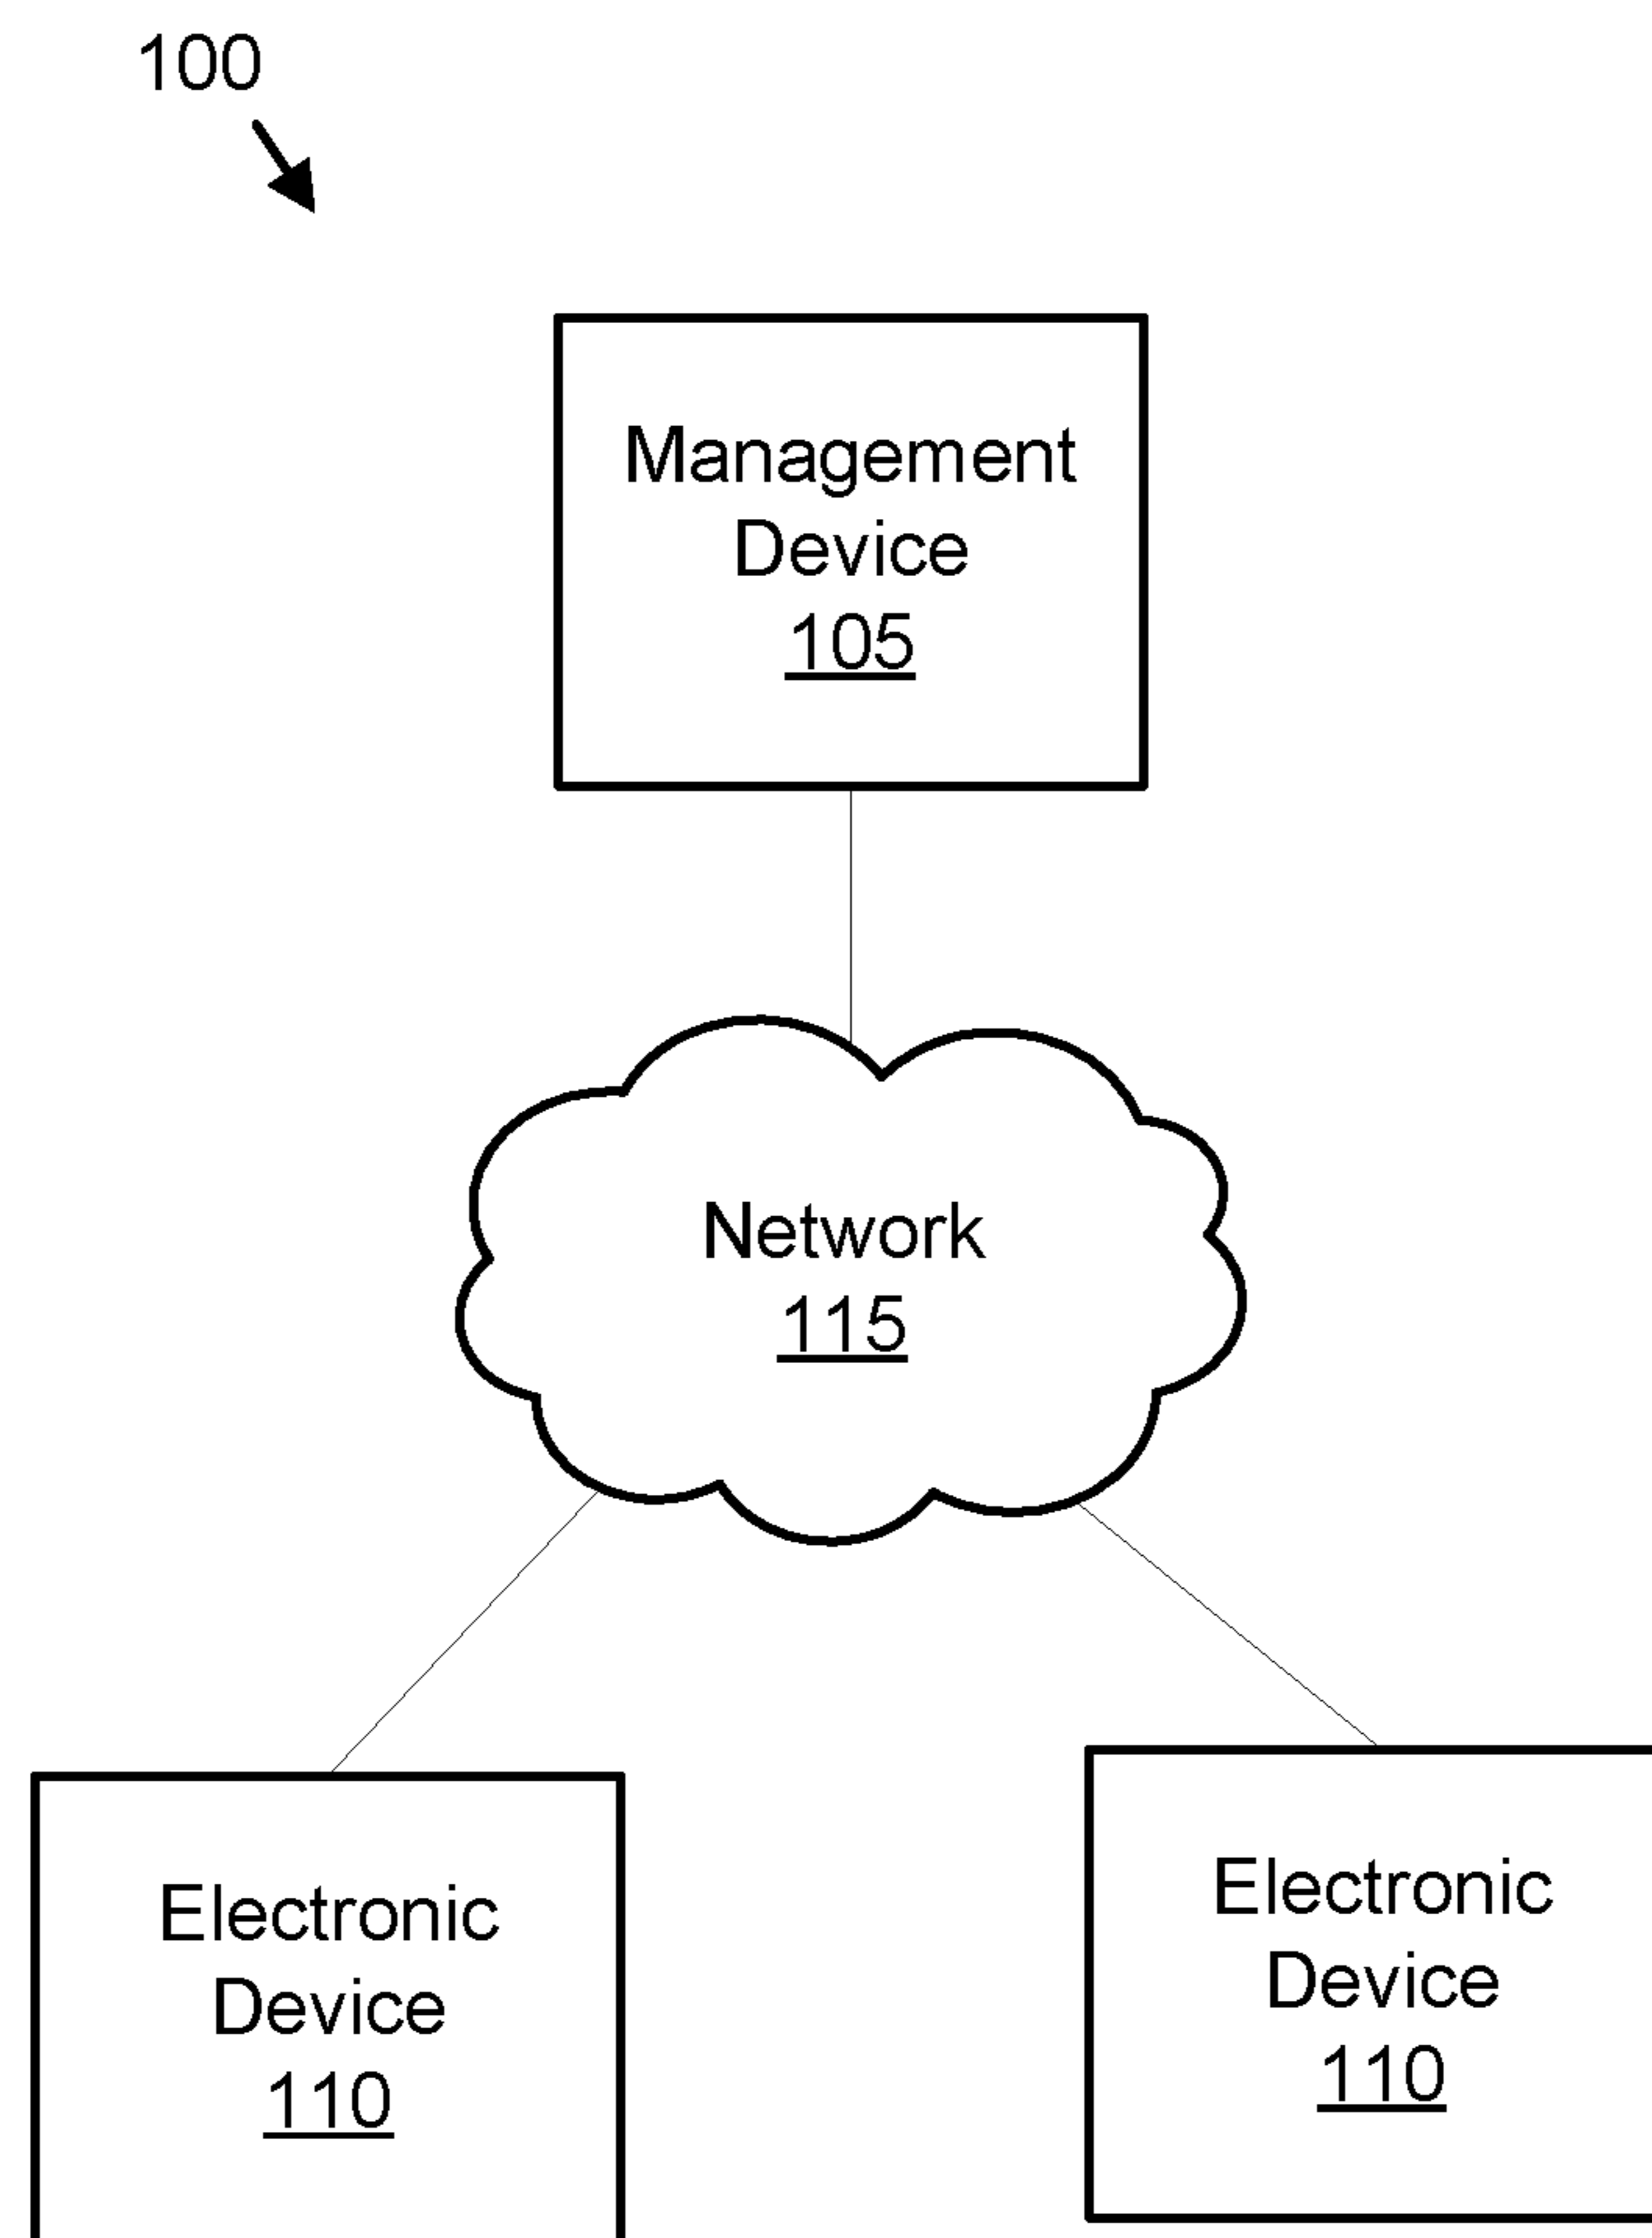 100
Management
Device
105
Network
115
Electronic
Device
110
Electronic
Device
110